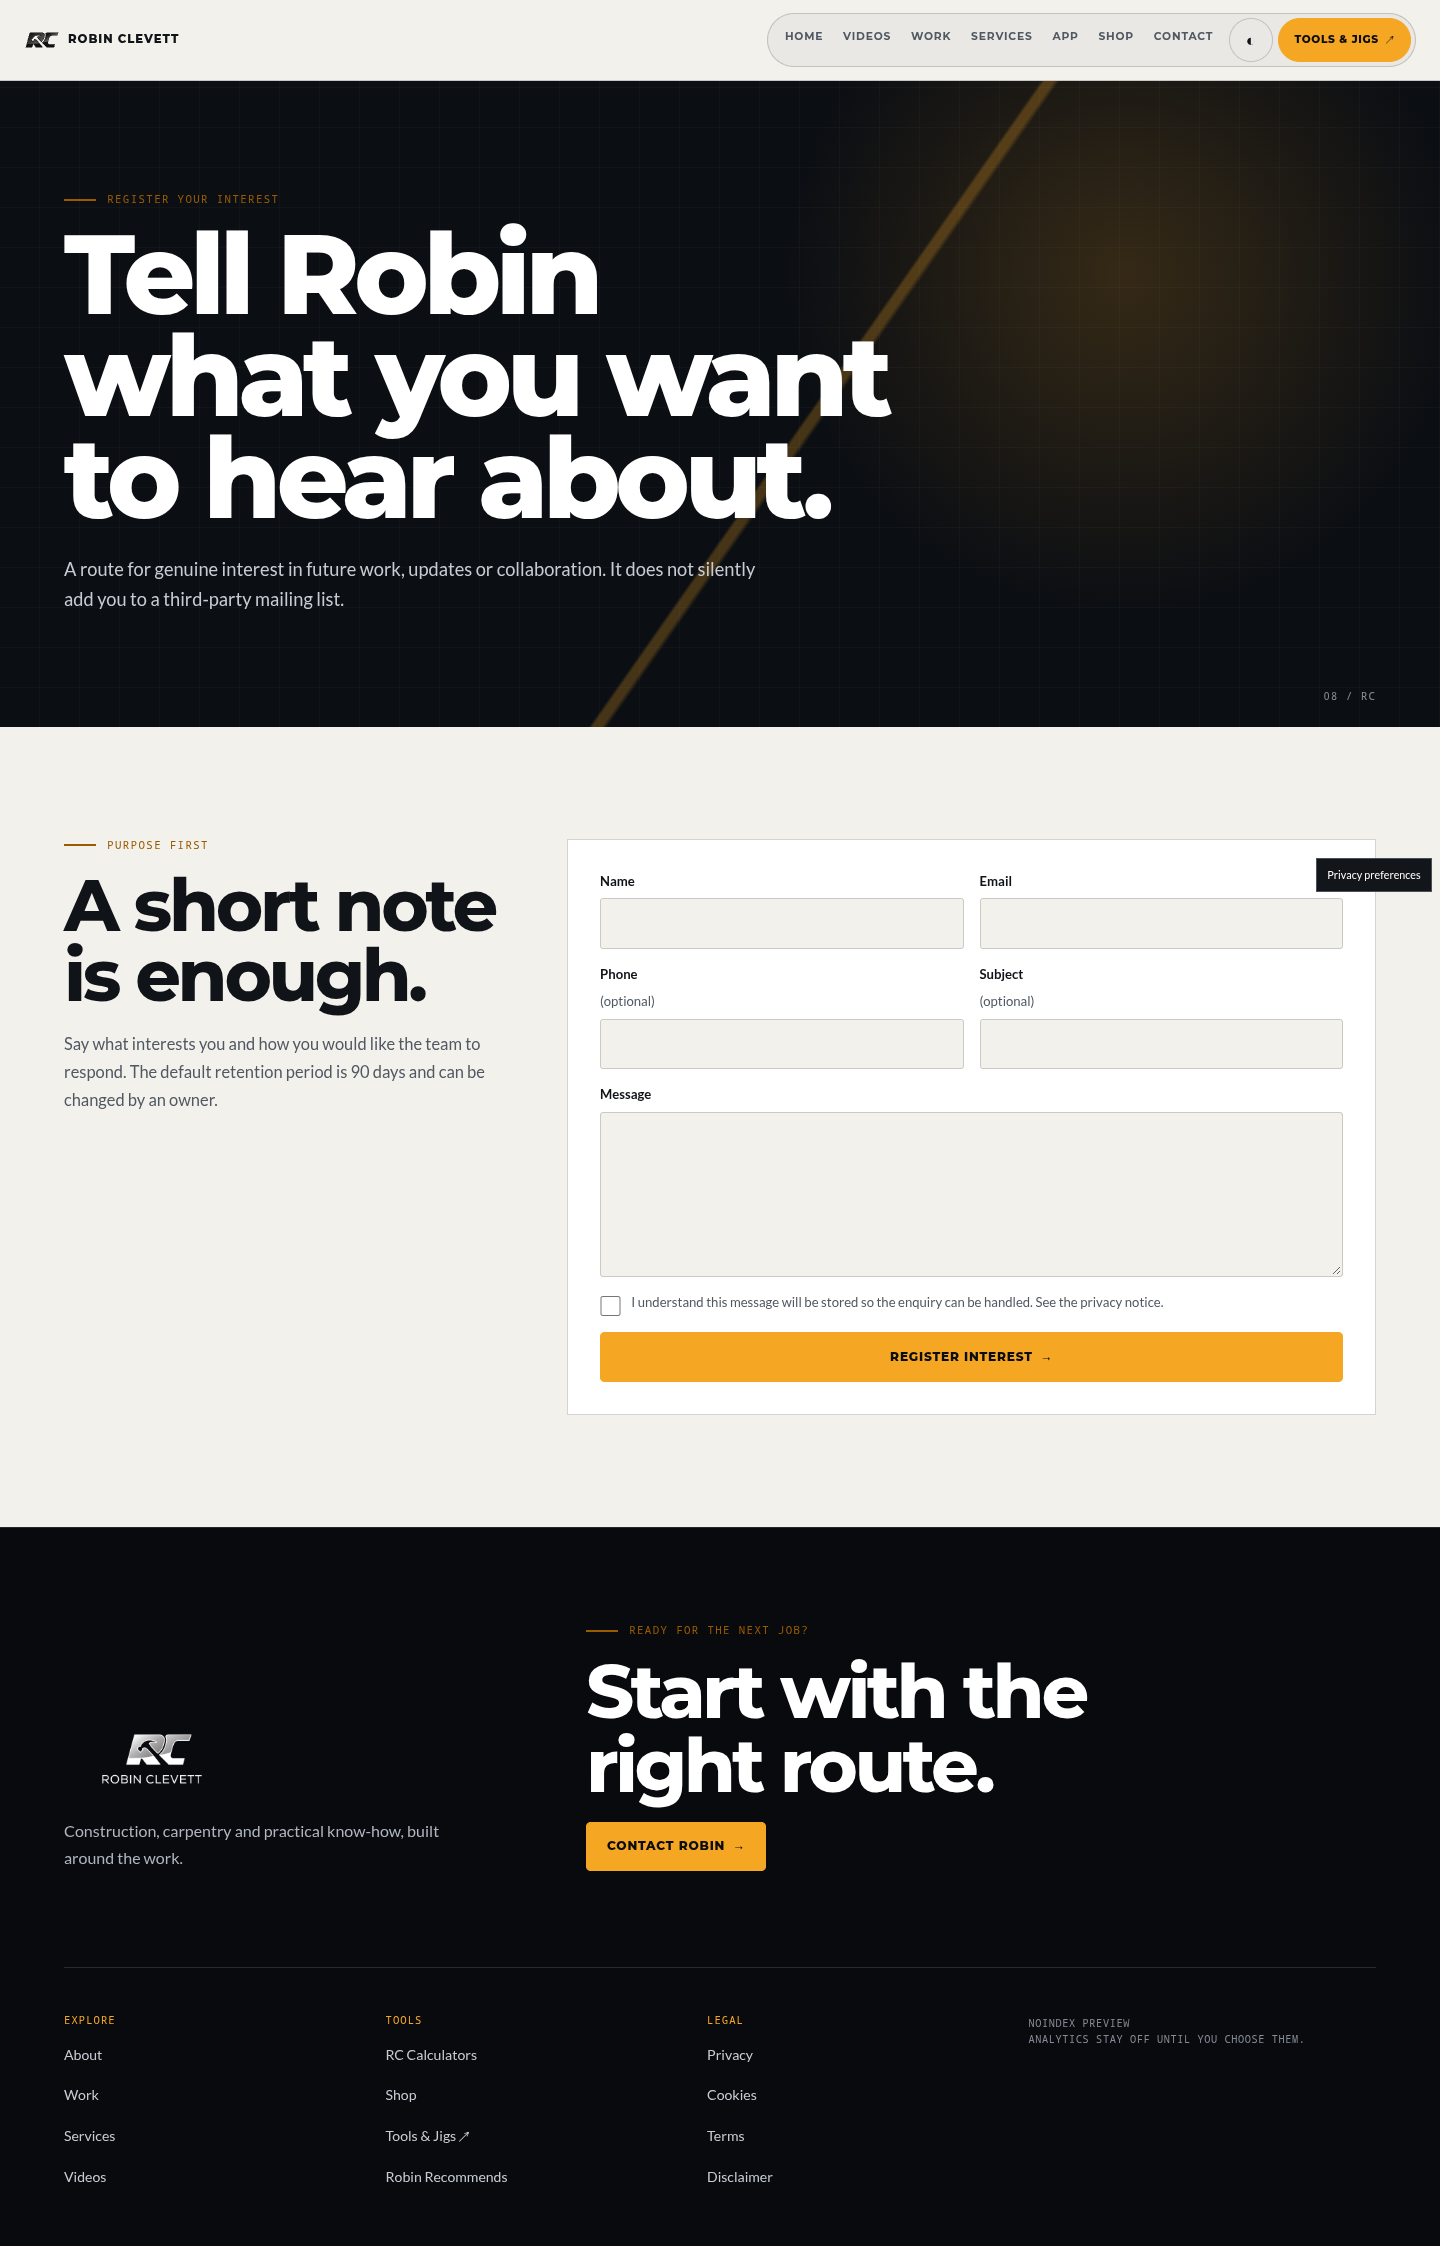 RC ROBIN CLEVETT
HOME VIDEOS WORK SERVICES APP SHOP CONTACT TOOLS & JIGS ↗
REGISTER YOUR INTEREST
Tell Robin
what you want
to hear about.
A route for genuine interest in future work, updates or collaboration. It does not silently
add you to a third-party mailing list.
08 / RC
PURPOSE FIRST
A short note
is enough.
Say what interests you and how you would like the team to
respond. The default retention period is 90 days and can be
changed by an owner.
Privacy preferences
Name Email
Phone Subject
(optional) (optional)
Message
I understand this message will be stored so the enquiry can be handled. See the privacy notice.
REGISTER INTEREST →
READY FOR THE NEXT JOB?
Start with the
right route.
CONTACT ROBIN →
RC
ROBIN CLEVETT
Construction, carpentry and practical know-how, built
around the work.
EXPLORE
About
Work
Services
Videos
TOOLS
RC Calculators
Shop
Tools & Jigs ↗
Robin Recommends
LEGAL
Privacy
Cookies
Terms
Disclaimer
NOINDEX PREVIEW
ANALYTICS STAY OFF UNTIL YOU CHOOSE THEM.